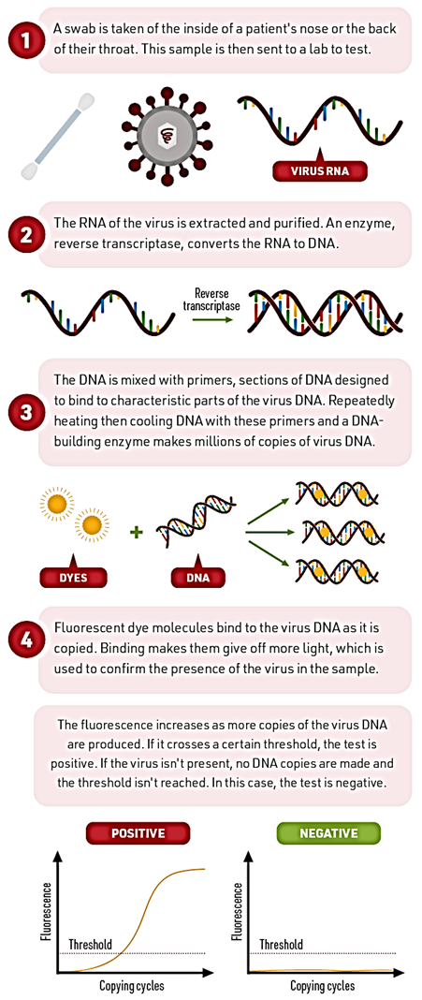 1
A swab is taken of the inside of a patient's nose or the back
of their throat. This sample is then sent to a lab to test.
VIRUS RNA
2
The RNA of the virus is extracted and purified. An enzyme,
reverse transcriptase, converts the RNA to DNA.
Reverse
transcriptase
3
The DNA is mixed with primers, sections of DNA designed
to bind to characteristic parts of the virus DNA. Repeatedly
heating then cooling DNA with these primers and a DNA-
building enzyme makes millions of copies of virus DNA.
DYES
+
DNA
4
Fluorescent dye molecules bind to the virus DNA as it is
copied. Binding makes them give off more light, which is
used to confirm the presence of the virus in the sample.
The fluorescence increases as more copies of the virus DNA
are produced. If it crosses a certain threshold, the test is
positive. If the virus isn't present, no DNA copies are made and
the threshold isn't reached. In this case, the test is negative.
POSITIVE
Fluorescence
Threshold
Copying cycles
NEGATIVE
Fluorescence
Threshold
Copying cycles